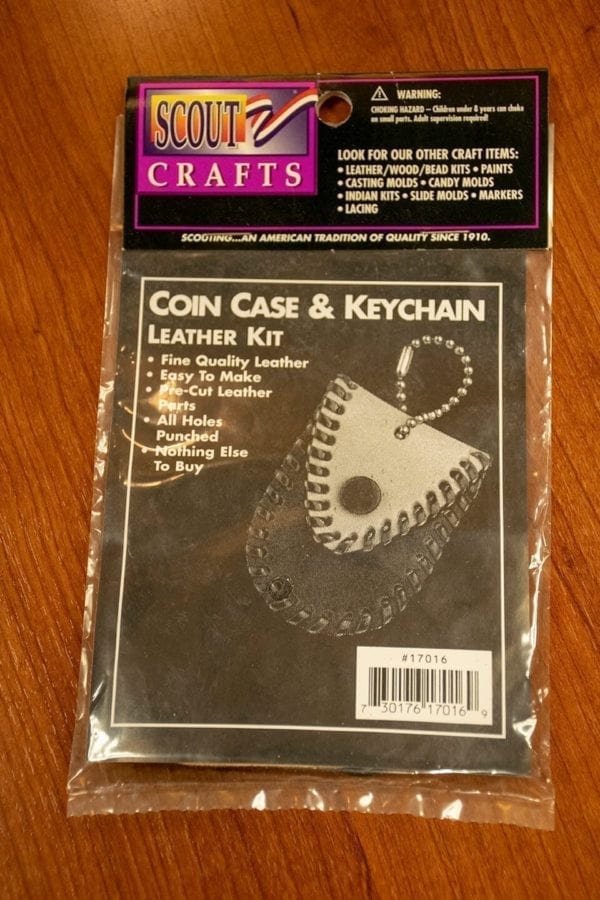 SCOUT
CRAFTS
WARNING:
CHOKING HAZARD – Children under 8 years can choke
on small parts. Adult supervision required!
LOOK FOR OUR OTHER CRAFT ITEMS:
• LEATHER/WOOD/BEAD KITS • PAINTS
• CASTING MOLDS • CANDY MOLDS
• INDIAN KITS • SLIDE MOLDS • MARKERS
• LACING
SCOUTING...AN AMERICAN TRADITION OF QUALITY SINCE 1910.
COIN CASE & KEYCHAIN
LEATHER KIT
• Fine Quality Leather
• Easy To Make
• Pre-Cut Leather
Parts
• All Holes
Punched
• Nothing Else
To Buy
#17016
7 30176 17016 9